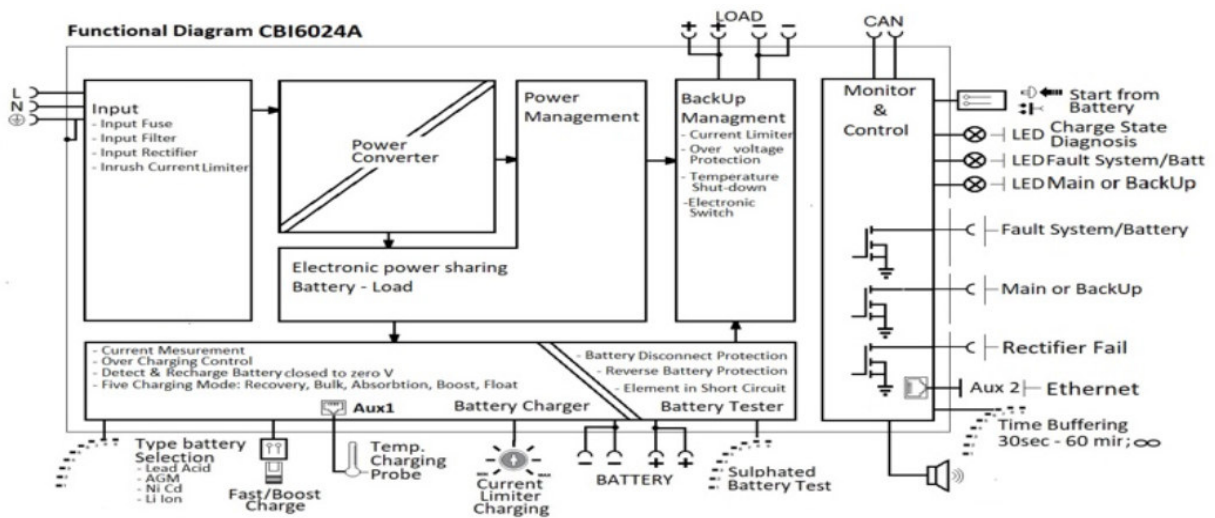 Functional Diagram CBI6024A
LOAD
+ + - -
CAN
L
N
Input
- Input Fuse
- Input Filter
- Input Rectifier
- Inrush Current Limiter
Power
Converter
Power
Management
BackUp
Managment
- Current Limiter
- Over voltage
Protection
- Temperature
Shut-down
-Electronic
Switch
Monitor
&
Control
Start from
Battery
LED Charge State
Diagnosis
LED Fault System/Batt
LED Main or BackUp
Fault System/Battery
Main or BackUp
Rectifier Fail
Aux 2
Ethernet
Time Buffering
30sec - 60 mir; ∞
Electronic power sharing
Battery - Load
- Current Mesurement
- Over Charging Control
- Detect & Recharge Battery closed to zero V
- Five Charging Mode: Recovery, Bulk, Absorbtion, Boost, Float
Aux1
Battery Charger
- Battery Disconnect Protection
- Reverse Battery Protection
- Element in Short Circuit
Battery Tester
Type battery
Selection
- Lead Acid
- AGM
- Ni Cd
- Li Ion
Fast/Boost
Charge
Temp.
Charging
Probe
MAX
Current
Limiter
Charging
- - + +
BATTERY
Sulphated
Battery Test